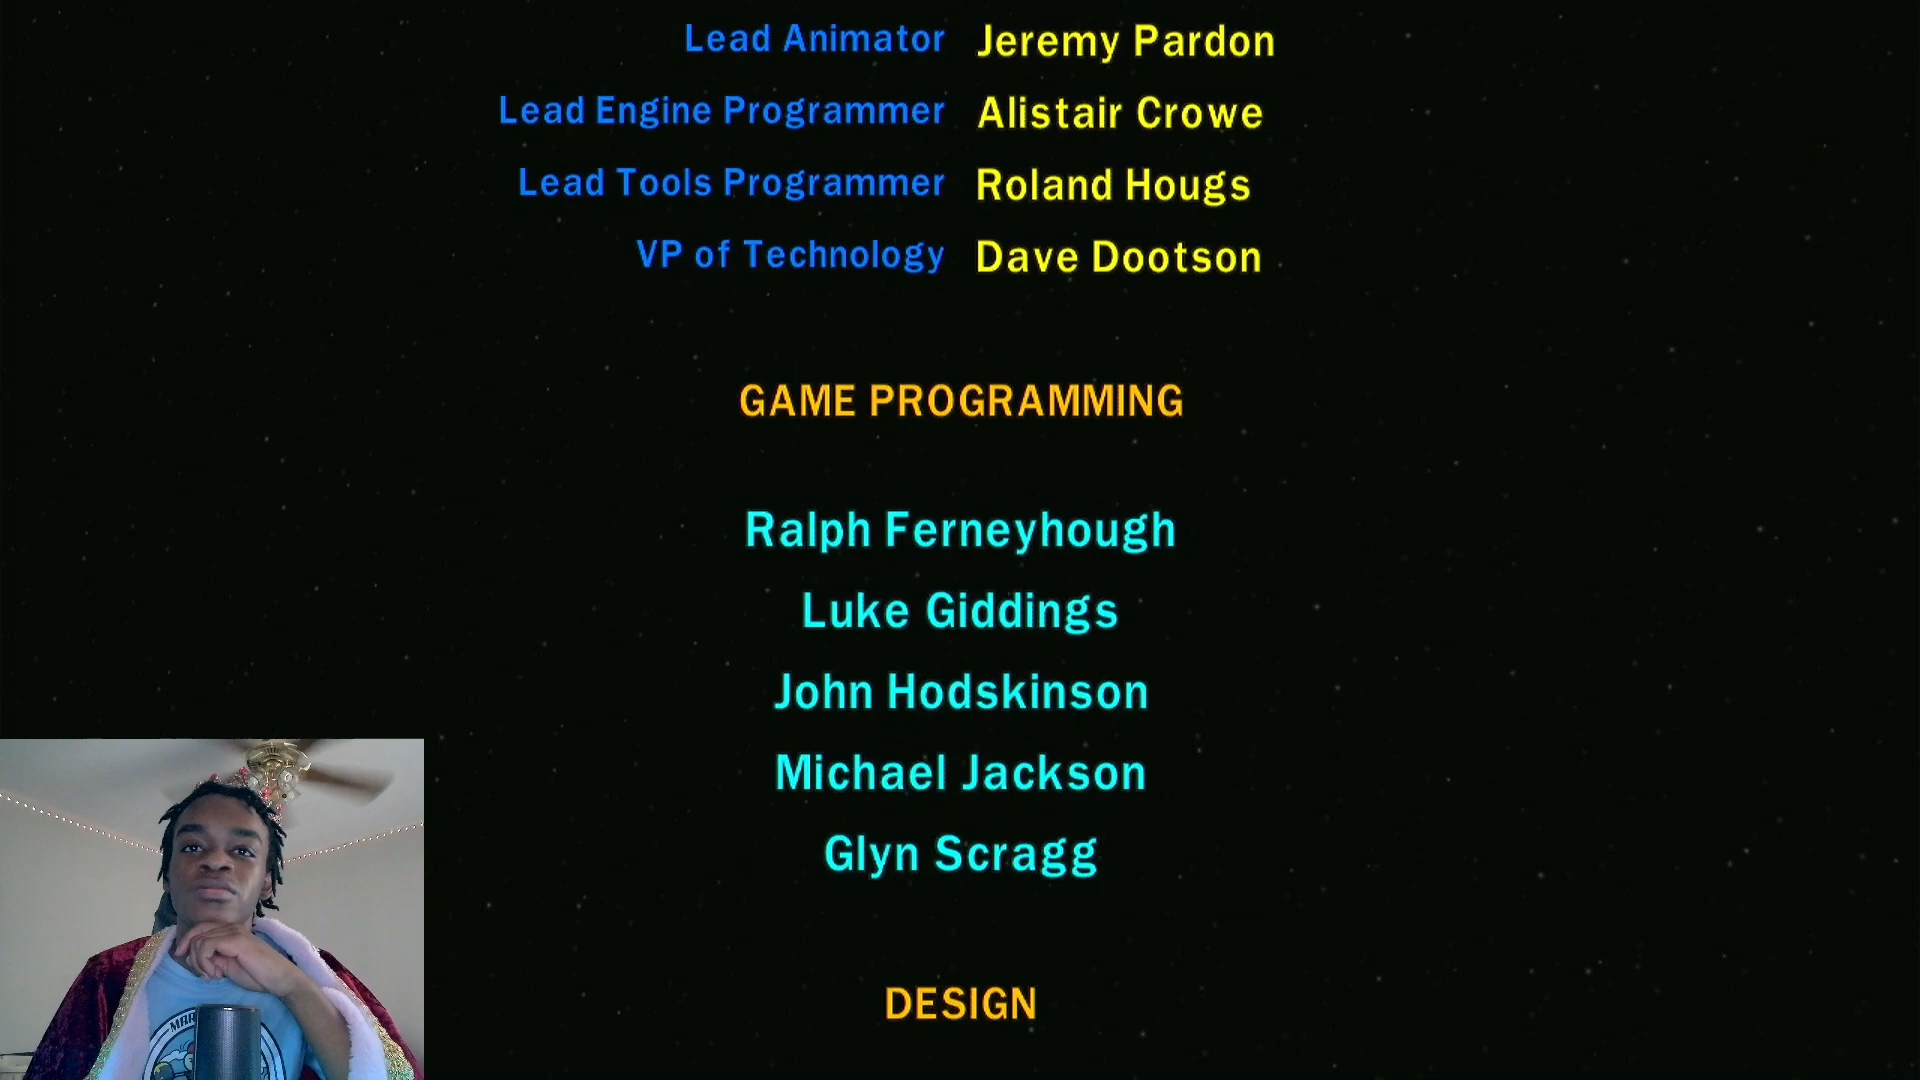 Lead Animator Jeremy Pardon
Lead Engine Programmer Alistair Crowe
Lead Tools Programmer Roland Hougs
VP of Technology Dave Dootson
GAME PROGRAMMING
Ralph Ferneyhough
Luke Giddings
John Hodskinson
Michael Jackson
Glyn Scragg
DESIGN